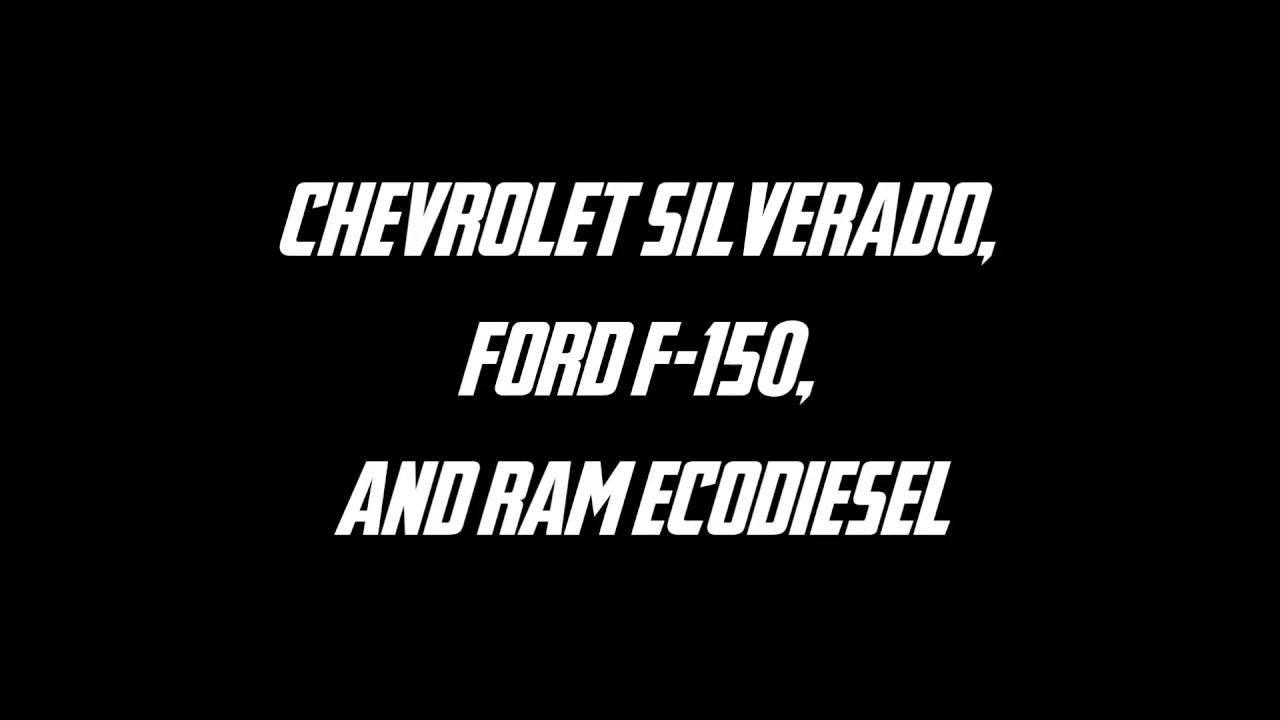 CHEVROLET SILVERADO,
FORD F-150,
AND RAM ECODIESEL